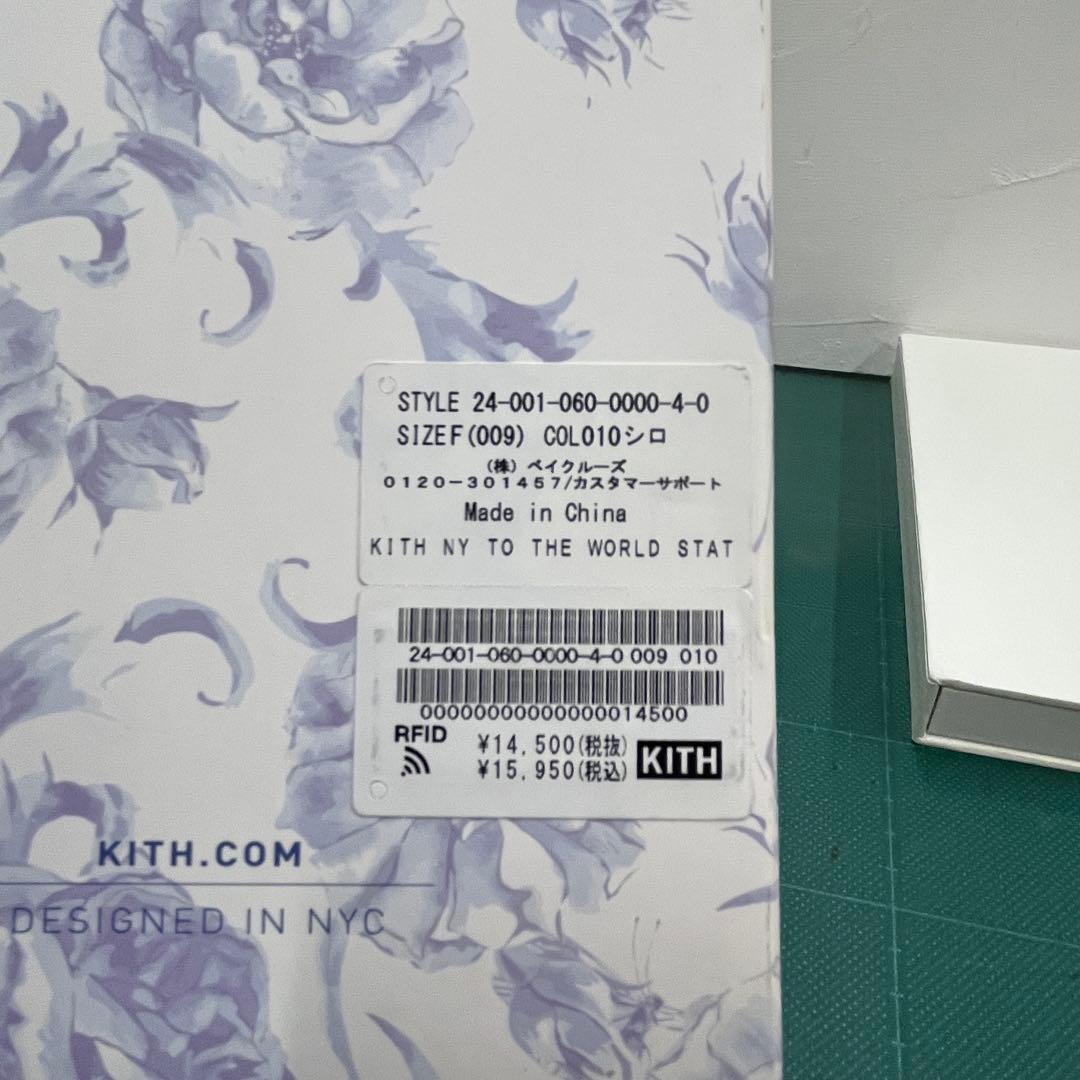 STYLE 24-001-060-0000-4-0
SIZEF(009) COL010シロ
(株) ベイクルーズ
0120-301457/カスタマーサポート
Made in China
KITH NY TO THE WORLD STAT
24-001-060-0000-4-0 009 010
00000000000000014500
RFID
¥14,500(税抜)
¥15,950(税込)
KITH
KITH.COM
DESIGNED IN NYC